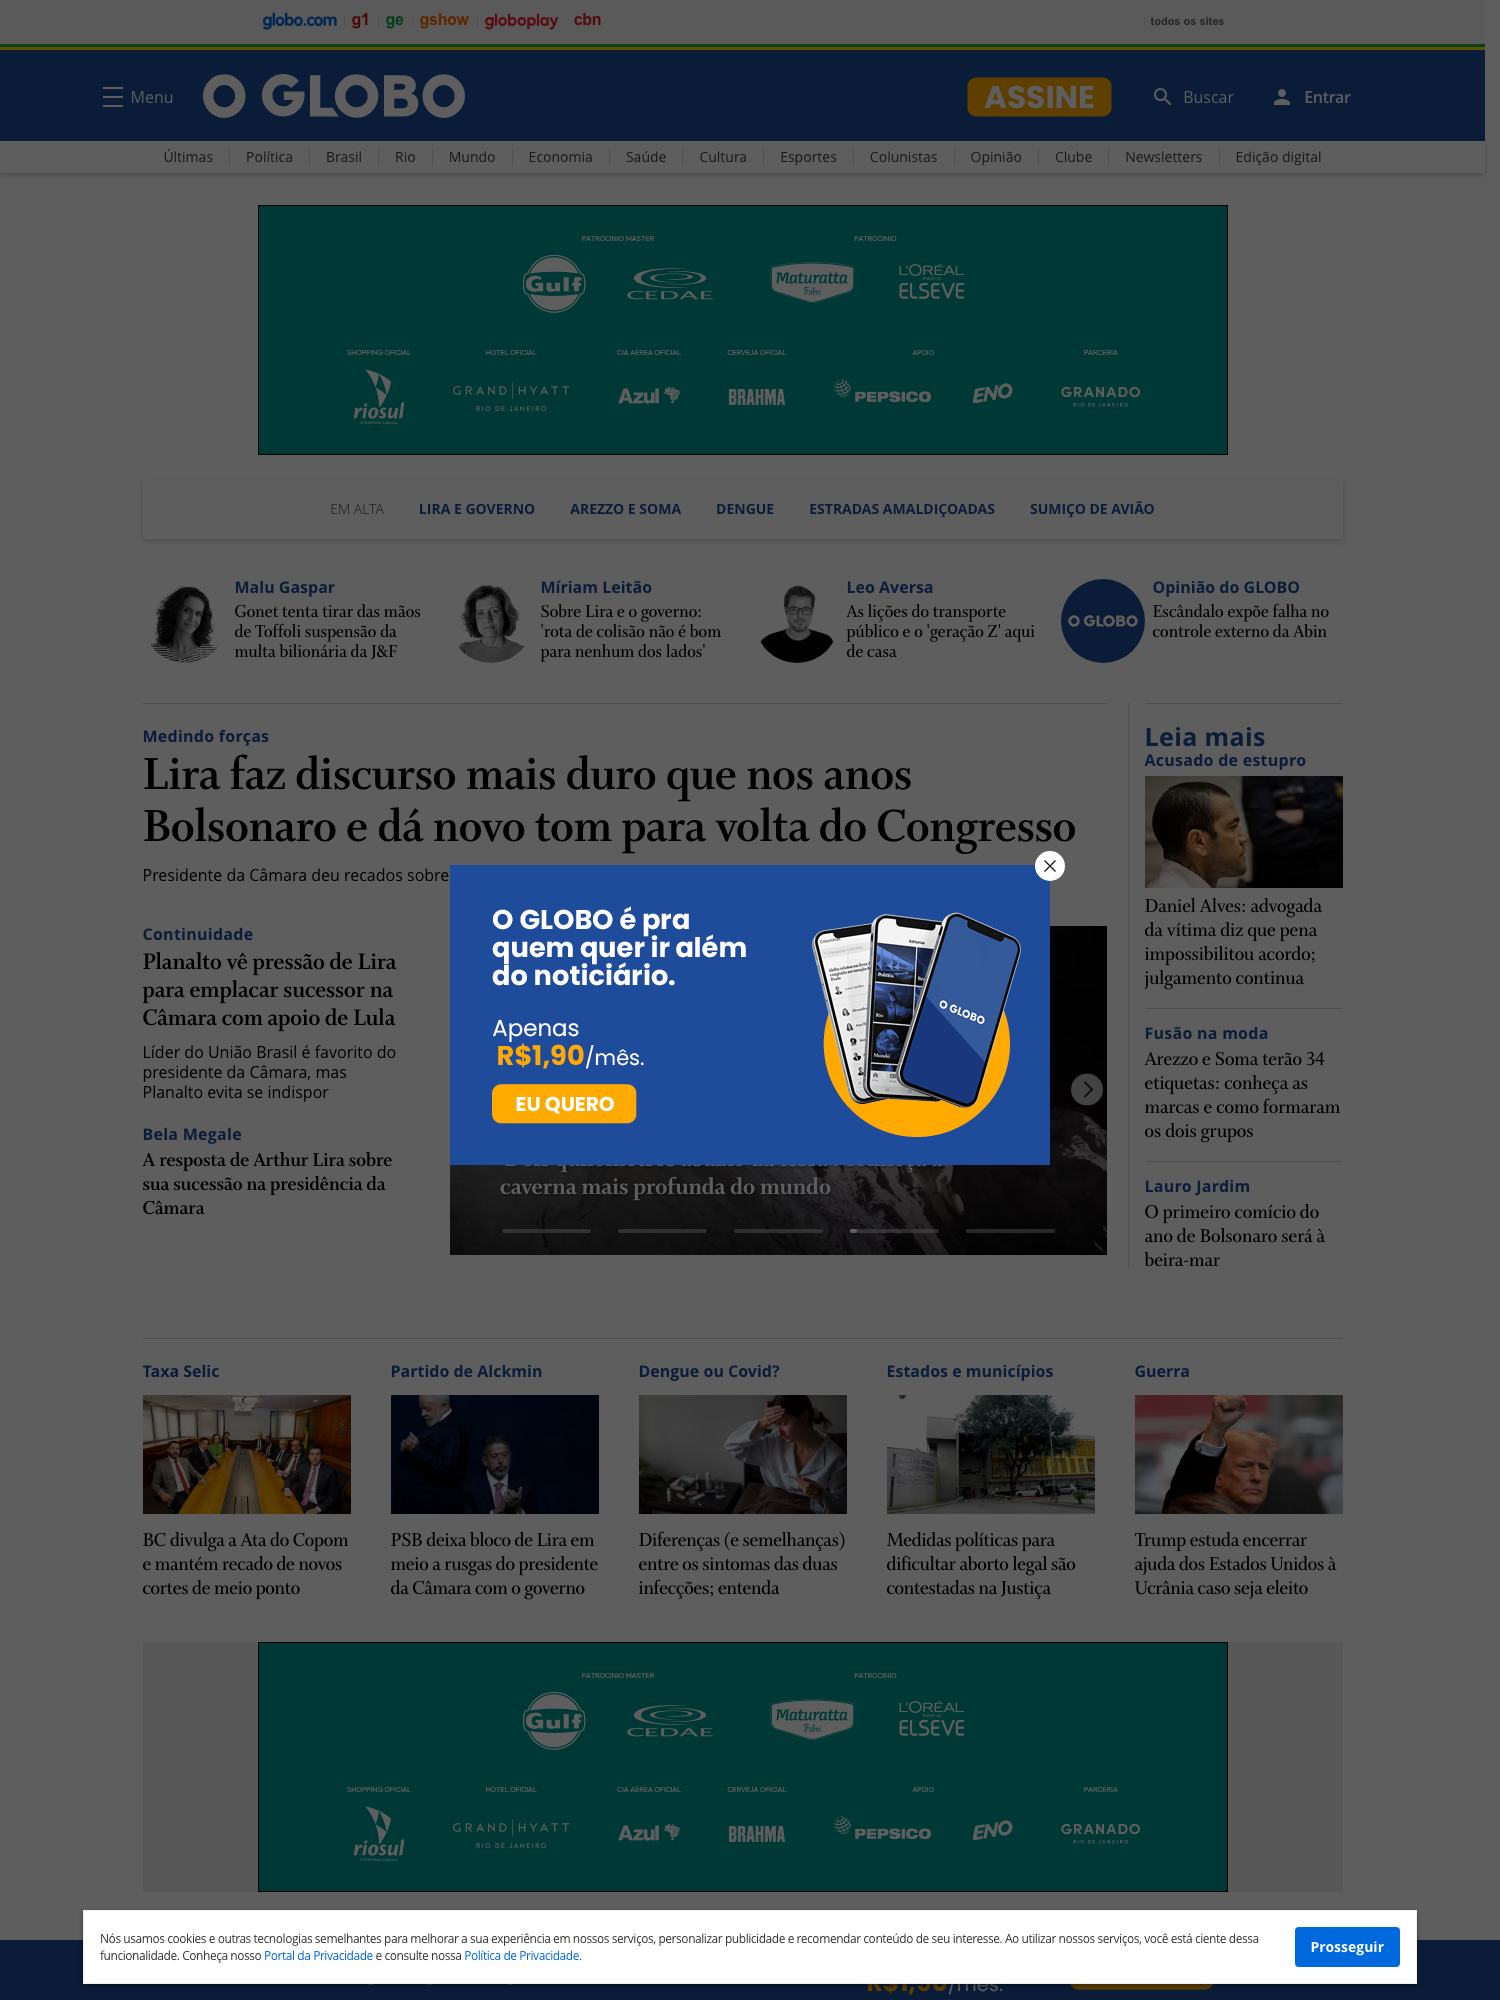 globo.com g1 ge gshow globoplay cbn todos os sites
Menu O GLOBO ASSINE Buscar Entrar
Últimas Política Brasil Rio Mundo Economia Saúde Cultura Esportes Colunistas Opinião Clube Newsletters Edição digital
PATROCINIO MASTER PATROCINIO
Gulf CEDAE Maturatta Friboi L'ORÉAL PARIS ELSEVE
SHOPPING OFICIAL HOTEL OFICIAL CIA AÉREA OFICIAL CERVEJA OFICIAL APOIO PARCERIA
riosul GRAND HYATT Azul BRAHMA PEPSICO ENO GRANADO
RIO DE JANEIRO RIO DE JANEIRO
EM ALTA LIRA E GOVERNO AREZZO E SOMA DENGUE ESTRADAS AMALDIÇOADAS SUMIÇO DE AVIÃO
Malu Gaspar
Gonet tenta tirar das mãos
de Toffoli suspensão da
multa bilionária da J&F
Míriam Leitão
Sobre Lira e o governo:
'rota de colisão não é bom
para nenhum dos lados'
Leo Aversa
As lições do transporte
público e o 'geração Z' aqui
de casa
O GLOBO
Opinião do GLOBO
Escândalo expõe falha no
controle externo da Abin
Medindo forças
Lira faz discurso mais duro que nos anos
Bolsonaro e dá novo tom para volta do Congresso
Presidente da Câmara deu recados sobre
Continuidade
Planalto vê pressão de Lira
para emplacar sucessor na
Câmara com apoio de Lula
Líder do União Brasil é favorito do
presidente da Câmara, mas
Planalto evita se indispor
Bela Megale
A resposta de Arthur Lira sobre
sua sucessão na presidência da
Câmara
O GLOBO é pra
quem quer ir além
do noticiário.
Apenas
R$1,90/mês.
EU QUERO
O GLOBO
caverna mais profunda do mundo
Leia mais
Acusado de estupro
Daniel Alves: advogada
da vítima diz que pena
impossibilitou acordo;
julgamento continua
Fusão na moda
Arezzo e Soma terão 34
etiquetas: conheça as
marcas e como formaram
os dois grupos
Lauro Jardim
O primeiro comício do
ano de Bolsonaro será à
beira-mar
Taxa Selic
BC divulga a Ata do Copom
e mantém recado de novos
cortes de meio ponto
Partido de Alckmin
PSB deixa bloco de Lira em
meio a rusgas do presidente
da Câmara com o governo
Dengue ou Covid?
Diferenças (e semelhanças)
entre os sintomas das duas
infecções; entenda
Estados e municípios
Medidas políticas para
dificultar aborto legal são
contestadas na Justiça
Guerra
Trump estuda encerrar
ajuda dos Estados Unidos à
Ucrânia caso seja eleito
PATROCINIO MASTER PATROCINIO
Gulf CEDAE Maturatta Friboi L'ORÉAL PARIS ELSEVE
SHOPPING OFICIAL HOTEL OFICIAL CIA AÉREA OFICIAL CERVEJA OFICIAL APOIO PARCERIA
riosul GRAND HYATT Azul BRAHMA PEPSICO ENO GRANADO
RIO DE JANEIRO RIO DE JANEIRO
Nós usamos cookies e outras tecnologias semelhantes para melhorar a sua experiência em nossos serviços, personalizar publicidade e recomendar conteúdo de seu interesse. Ao utilizar nossos serviços, você está ciente dessa
funcionalidade. Conheça nosso Portal da Privacidade e consulte nossa Política de Privacidade.
Prosseguir
R$1,90/mês.